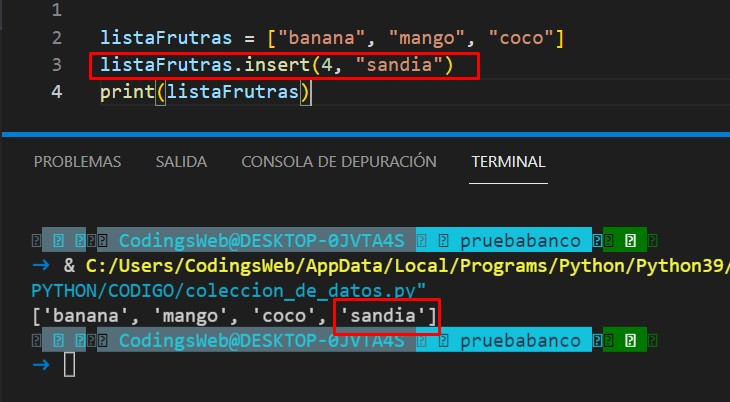 1
2 listaFrutras = ["banana", "mango", "coco"]
3 listaFrutras.insert(4, "sandia")
4 print(listaFrutras)
PROBLEMAS SALIDA CONSOLA DE DEPURACIÓN TERMINAL
CodingsWeb@DESKTOP-0JVTA4S pruebabanco
→ & C:/Users/CodingsWeb/AppData/Local/Programs/Python/Python39/
PYTHON/CODIGO/coleccion_de_datos.py"
['banana', 'mango', 'coco', 'sandia']
CodingsWeb@DESKTOP-0JVTA4S pruebabanco
→